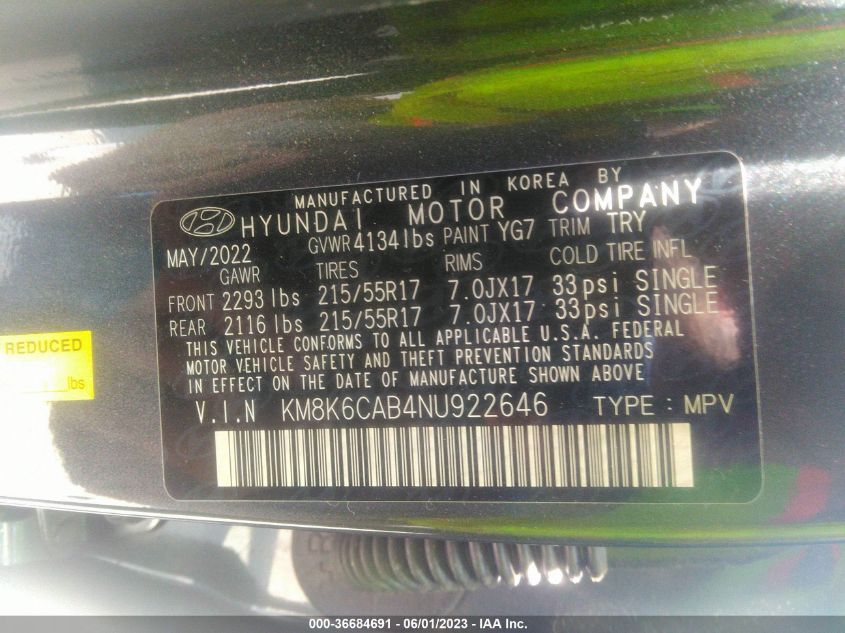 MANUFACTURED IN KOREA BY
HYUNDAI MOTOR COMPANY
MAY/2022 GVWR 4134 lbs PAINT YG7 TRIM TRY
GAWR TIRES RIMS COLD TIRE INFL
FRONT 2293 lbs 215/55R17 7.0JX17 33psi SINGLE
REAR 2116 lbs 215/55R17 7.0JX17 33psi SINGLE
THIS VEHICLE CONFORMS TO ALL APPLICABLE U.S.A. FEDERAL
MOTOR VEHICLE SAFETY AND THEFT PREVENTION STANDARDS
IN EFFECT ON THE DATE OF MANUFACTURE SHOWN ABOVE
V.I.N KM8K6CAB4NU922646 TYPE : MPV
REDUCED
lbs
000-36684691 - 06/01/2023 - IAA Inc.